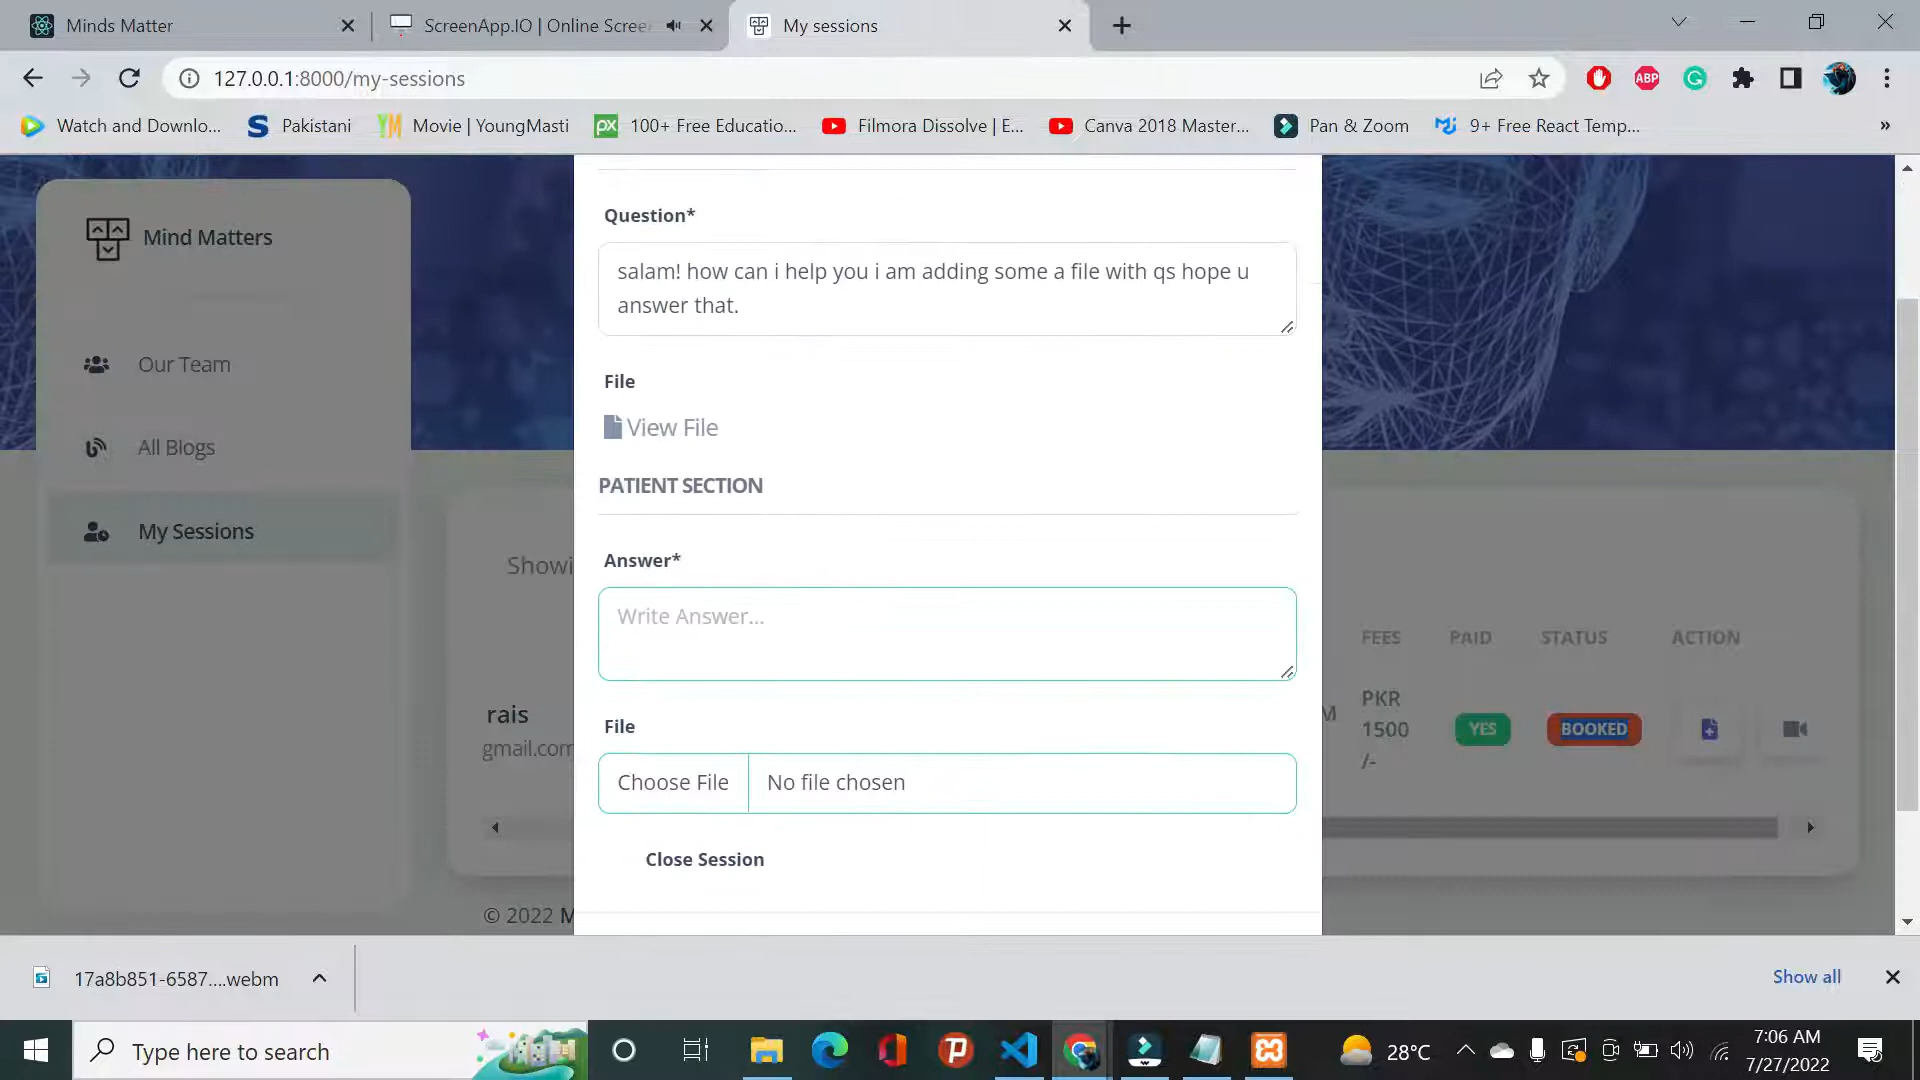 Minds Matter
ScreenApp.IO | Online Scree
My sessions
127.0.0.1:8000/my-sessions
ABP
Watch and Downlo...
Pakistani
Movie | YoungMasti
100+ Free Educatio...
Filmora Dissolve | E...
Canva 2018 Master...
Pan & Zoom
9+ Free React Temp...
»
Mind Matters
Our Team
All Blogs
My Sessions
Question*
salam! how can i help you i am adding some a file with qs hope u
answer that.
File
View File
PATIENT SECTION
Answer*
Write Answer...
File
Choose File
No file chosen
Close Session
Showi
FEES
PAID
STATUS
ACTION
rais
gmail.com
M
PKR
1500
/-
YES
BOOKED
© 2022 M
17a8b851-6587....webm
Show all
Type here to search
28°C
7:06 AM
7/27/2022